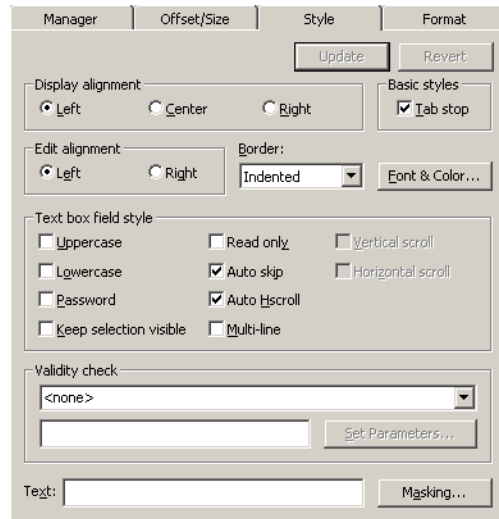 Manager Offset/Size Style Format
Update Revert
Display alignment Basic styles
Left Center Right Tab stop
Edit alignment Border:
Left Right Indented Font & Color...
Text box field style
Uppercase Read only Vertical scroll
Lowercase Auto skip Horizontal scroll
Password Auto Hscroll
Keep selection visible Multi-line
Validity check
<none>
Set Parameters...
Text: Masking...